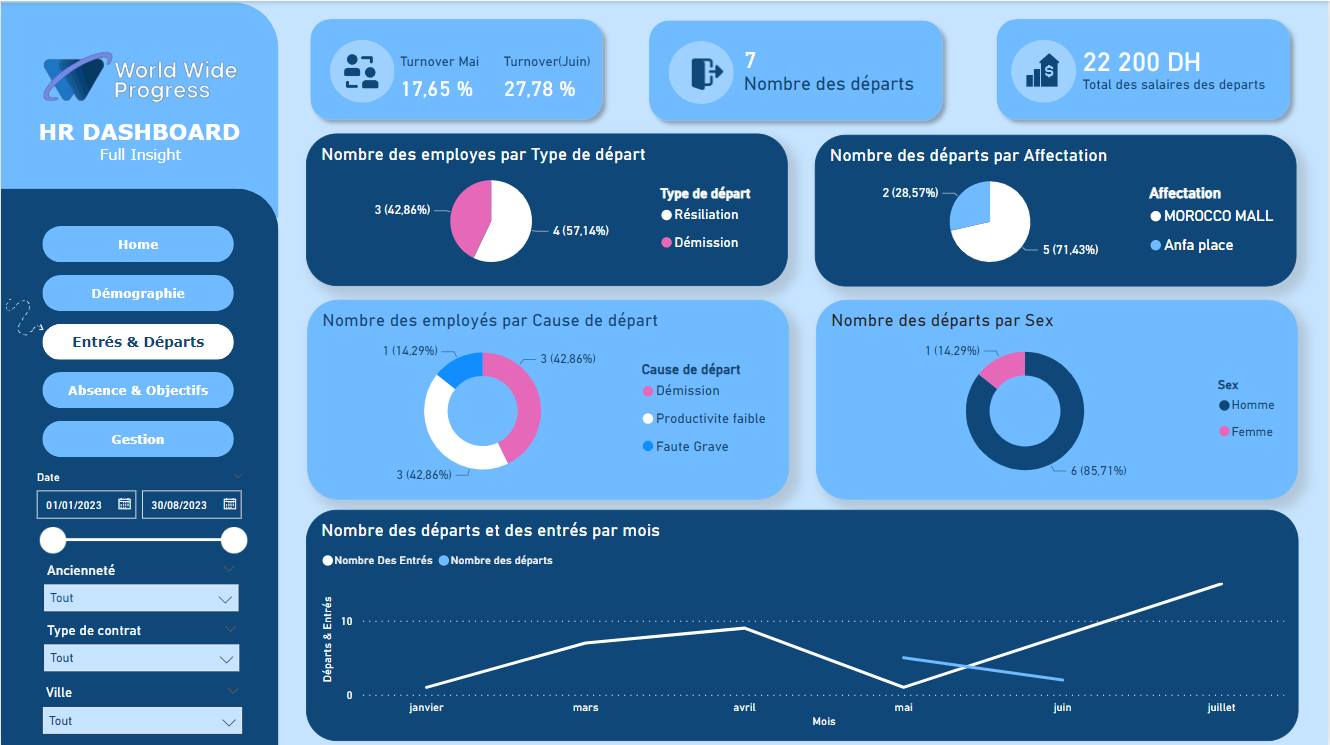 World Wide
Progress
HR DASHBOARD
Full Insight
Home
Démographie
Entrés & Départs
Absence & Objectifs
Gestion
Date
01/01/2023
30/08/2023
Ancienneté
Tout
Type de contrat
Tout
Ville
Tout
Turnover Mai
17,65 %
Turnover(Juin)
27,78 %
7
Nombre des départs
22 200 DH
Total des salaires des departs
Nombre des employes par Type de départ
3 (42,86%)
4 (57,14%)
Type de départ
Résiliation
Démission
Nombre des départs par Affectation
2 (28,57%)
5 (71,43%)
Affectation
MOROCCO MALL
Anfa place
Nombre des employés par Cause de départ
1 (14,29%)
3 (42,86%)
3 (42,86%)
Cause de départ
Démission
Productivite faible
Faute Grave
Nombre des départs par Sex
1 (14,29%)
6 (85,71%)
Sex
Homme
Femme
Nombre des départs et des entrés par mois
Nombre Des Entrés
Nombre des départs
Départs & Entrés
10
0
janvier
mars
avril
mai
juin
juillet
Mois